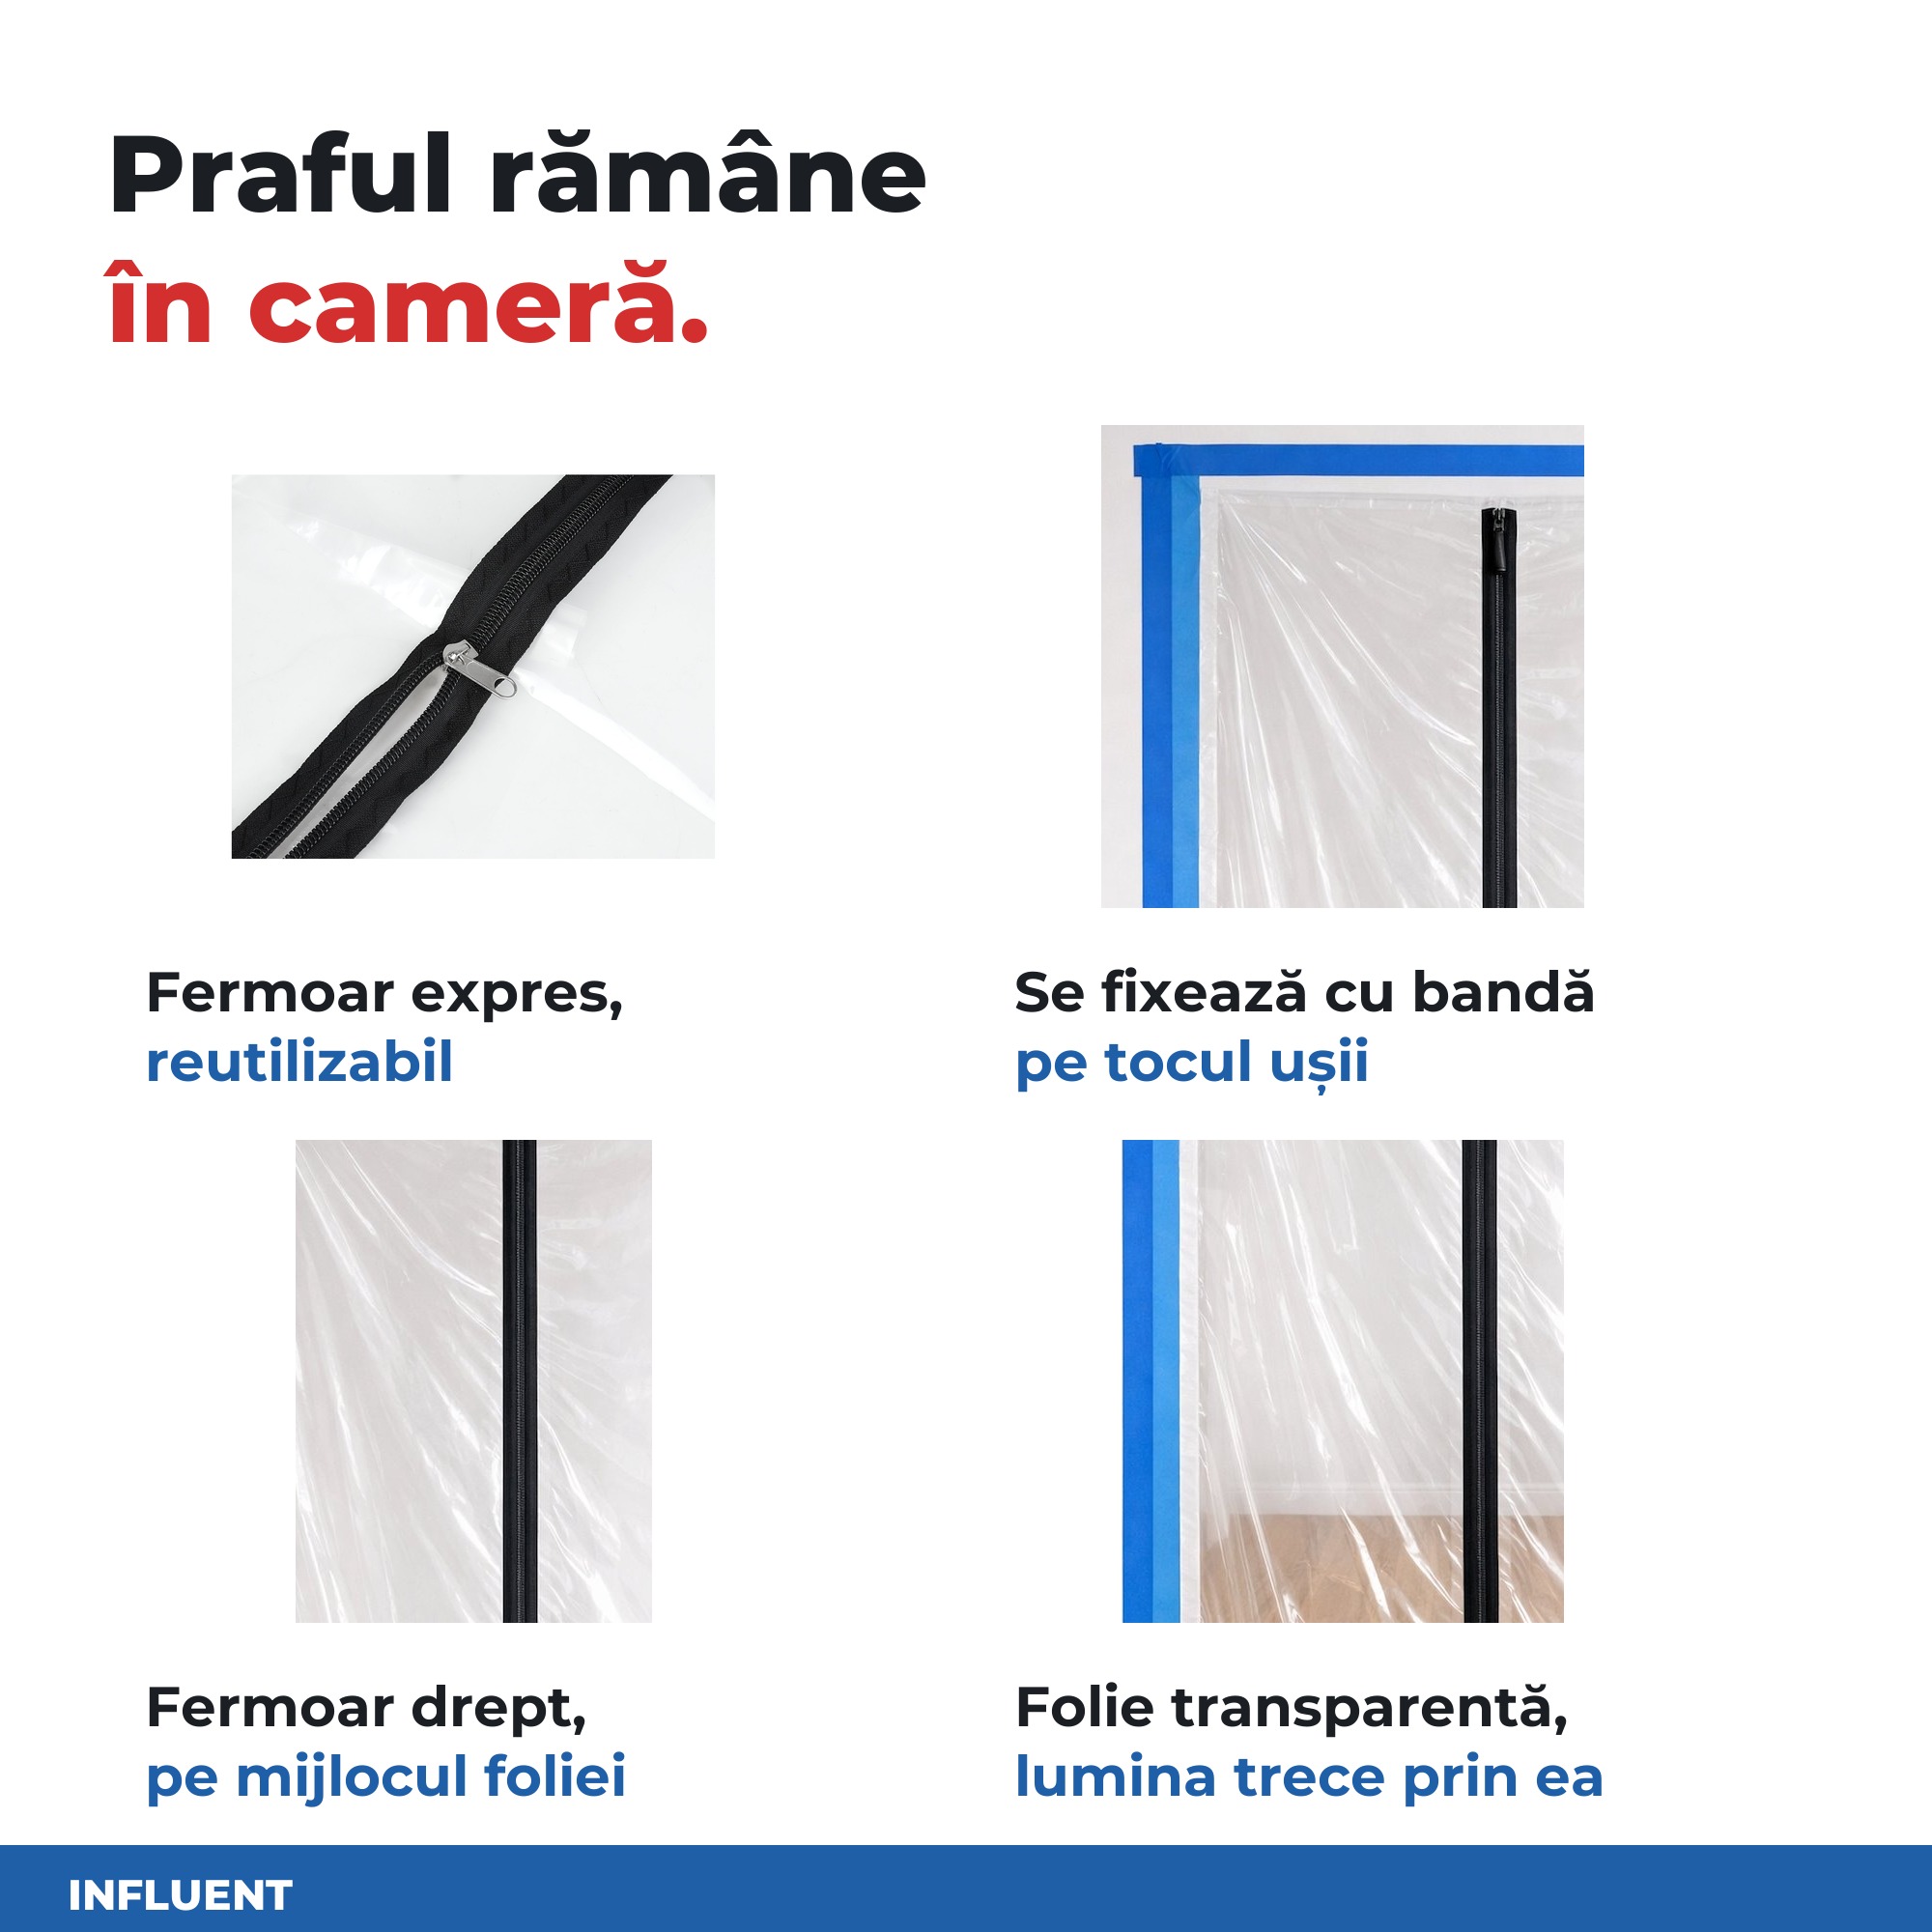 Praful rămâne
în cameră.
Fermoar expres,
reutilizabil
Se fixează cu bandă
pe tocul ușii
Fermoar drept,
pe mijlocul foliei
Folie transparentă,
lumina trece prin ea
INFLUENT